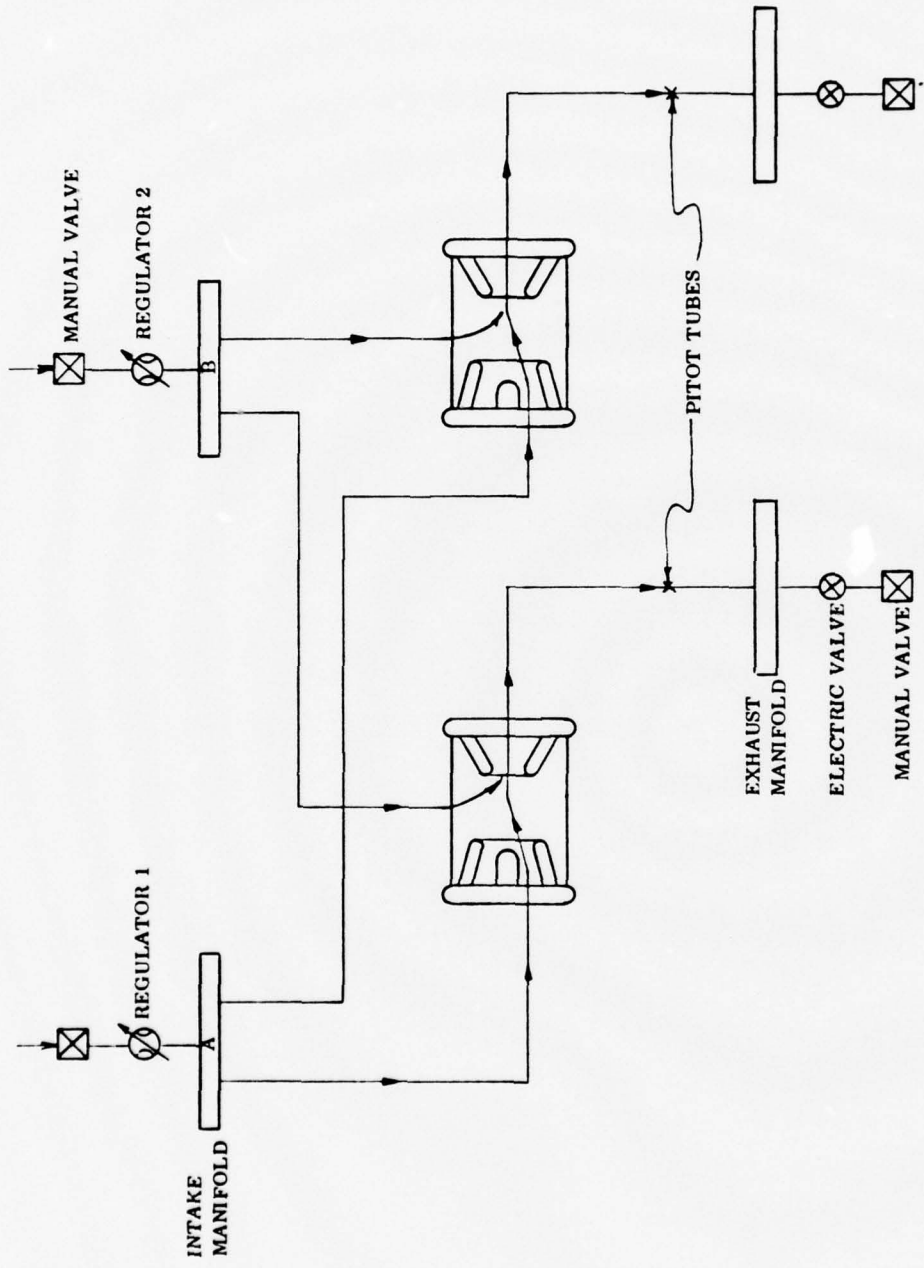 MANUAL VALVE
REGULATOR 1
REGULATOR 2
A
B
INTAKE
MANIFOLD
PITOT TUBES
EXHAUST
MANIFOLD
ELECTRIC VALVE
MANUAL VALVE